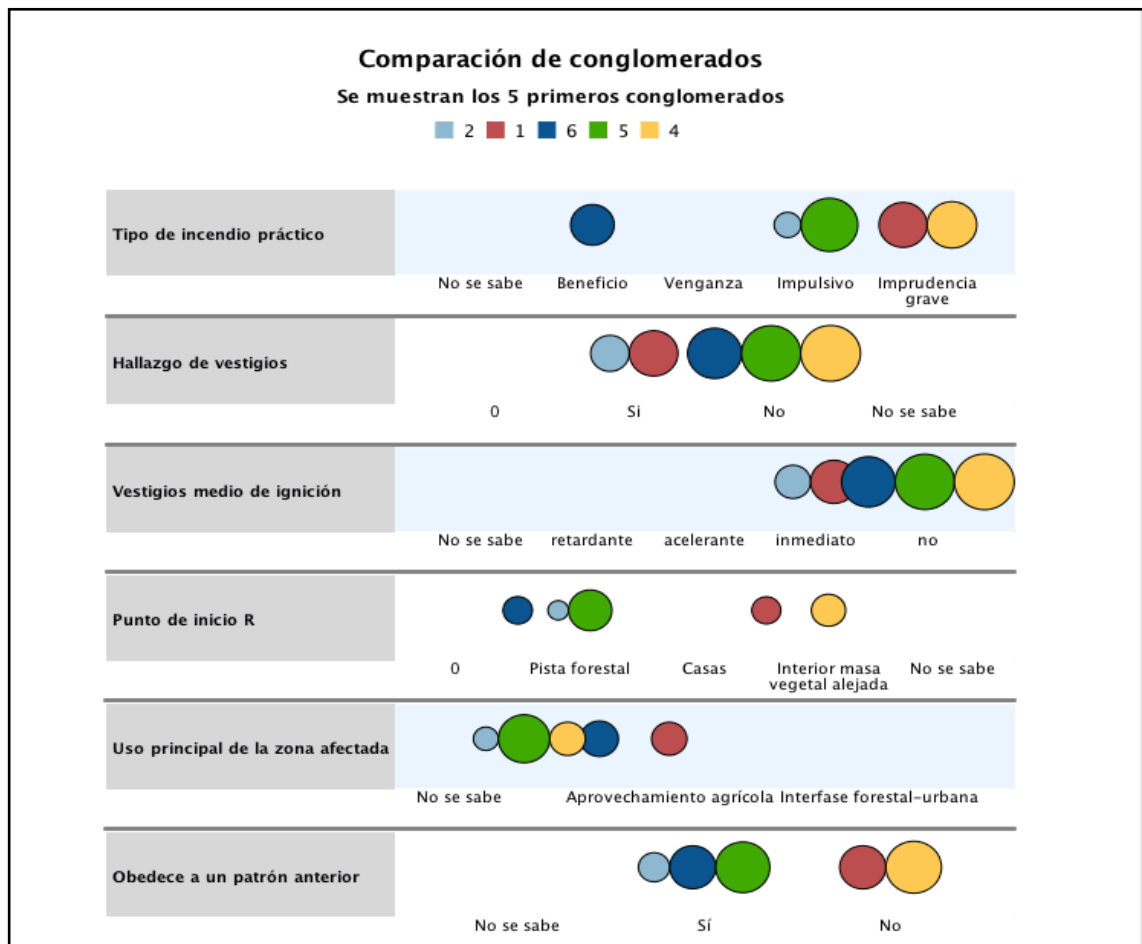 Comparación de conglomerados
Se muestran los 5 primeros conglomerados
2 1 6 5 4
Tipo de incendio práctico
No se sabe Beneficio Venganza Impulsivo Imprudencia
grave
Hallazgo de vestigios
0 Si No No se sabe
Vestigios medio de ignición
No se sabe retardante acelerante inmediato no
Punto de inicio R
0 Pista forestal Casas Interior masa No se sabe
vegetal alejada
Uso principal de la zona afectada
No se sabe Aprovechamiento agrícola Interfase forestal-urbana
Obedece a un patrón anterior
No se sabe Sí No